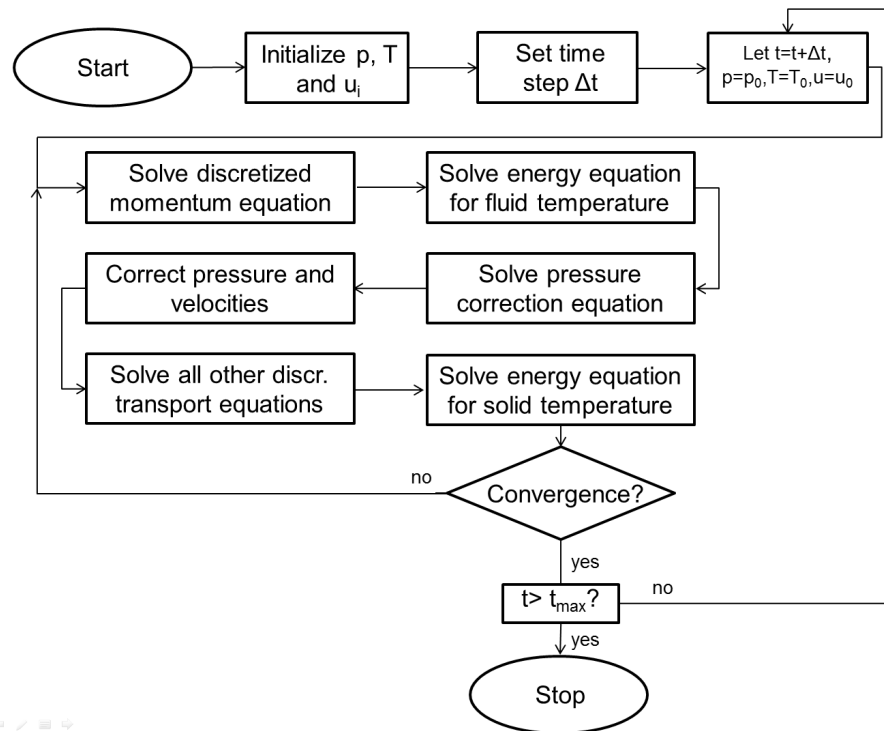 Start
Initialize p, T
and uᵢ
Set time
step Δt
Let t=t+Δt,
p=p₀,T=T₀,u=u₀
Solve discretized
momentum equation
Solve energy equation
for fluid temperature
Solve pressure
correction equation
Correct pressure and
velocities
Solve all other discr.
transport equations
Solve energy equation
for solid temperature
Convergence?
no
yes
t> tₘₐₓ?
no
yes
Stop